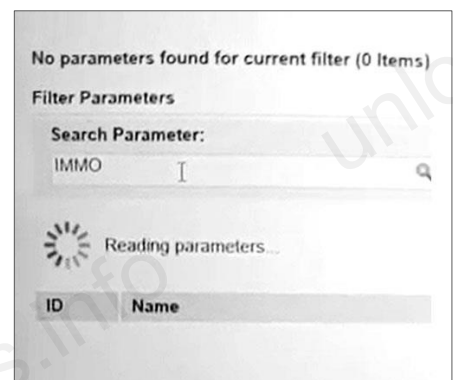 No parameters found for current filter (0 Items)
Filter Parameters
Search Parameter:
IMMO
Reading parameters...
ID Name